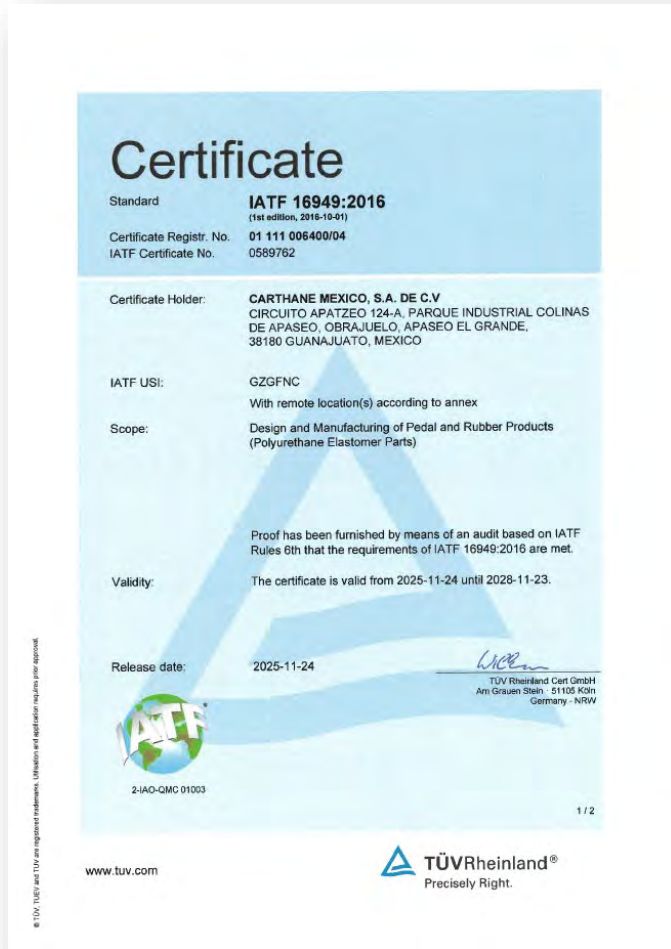 Certificate
Standard
IATF 16949:2016
(1st edition, 2016-10-01)
Certificate Registr. No.
01 111 006400/04
IATF Certificate No.
0589762
Certificate Holder:
CARTHANE MEXICO, S.A. DE C.V
CIRCUITO APATZEO 124-A, PARQUE INDUSTRIAL COLINAS
DE APASEO, OBRAJUELO, APASEO EL GRANDE,
38180 GUANAJUATO, MEXICO
IATF USI:
GZGFNC
With remote location(s) according to annex
Scope:
Design and Manufacturing of Pedal and Rubber Products
(Polyurethane Elastomer Parts)
Proof has been furnished by means of an audit based on IATF
Rules 6th that the requirements of IATF 16949:2016 are met.
Validity:
The certificate is valid from 2025-11-24 until 2028-11-23.
Release date:
2025-11-24
TÜV Rheinland Cert GmbH
Am Grauen Stein · 51105 Köln
Germany - NRW
IATF
2-IAO-QMC 01003
1 / 2
www.tuv.com
TÜVRheinland®
Precisely Right.
® TÜV, TUEV and TUV are registered trademarks. Utilisation and application requires prior approval.